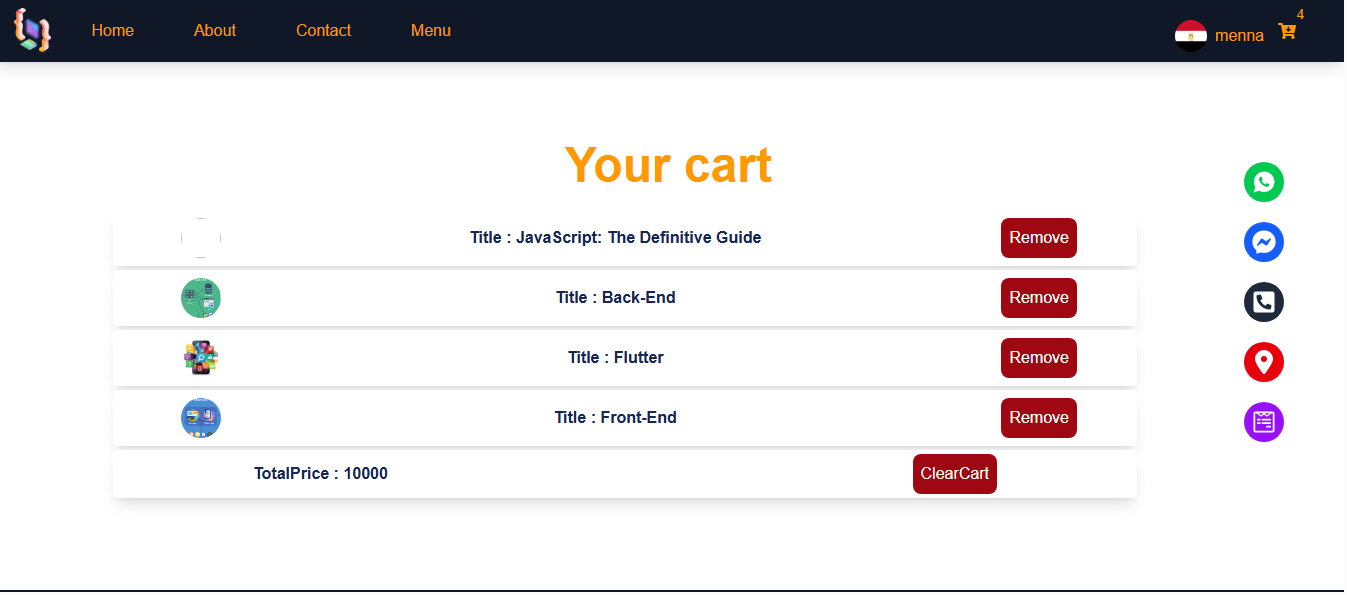 Home About Contact Menu menna 4
Your cart
Title : JavaScript: The Definitive Guide Remove
Title : Back-End Remove
Title : Flutter Remove
Title : Front-End Remove
TotalPrice : 10000 ClearCart